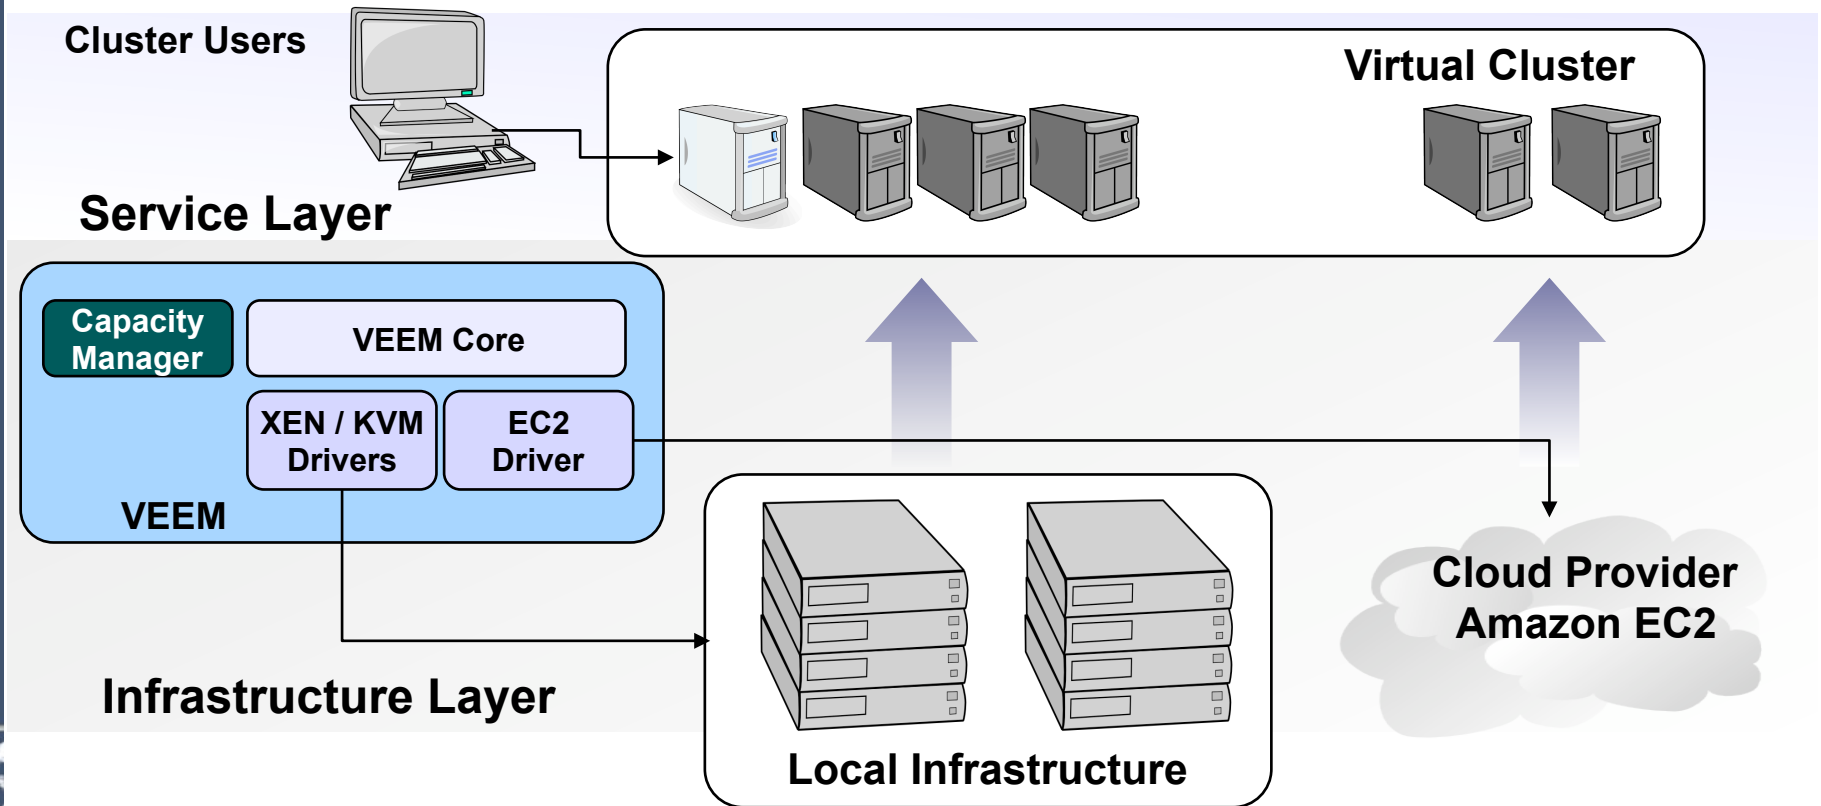 Cluster Users
Virtual Cluster
Service Layer
Capacity
Manager
VEEM Core
XEN / KVM
Drivers
EC2
Driver
VEEM
Cloud Provider
Amazon EC2
Infrastructure Layer
Local Infrastructure